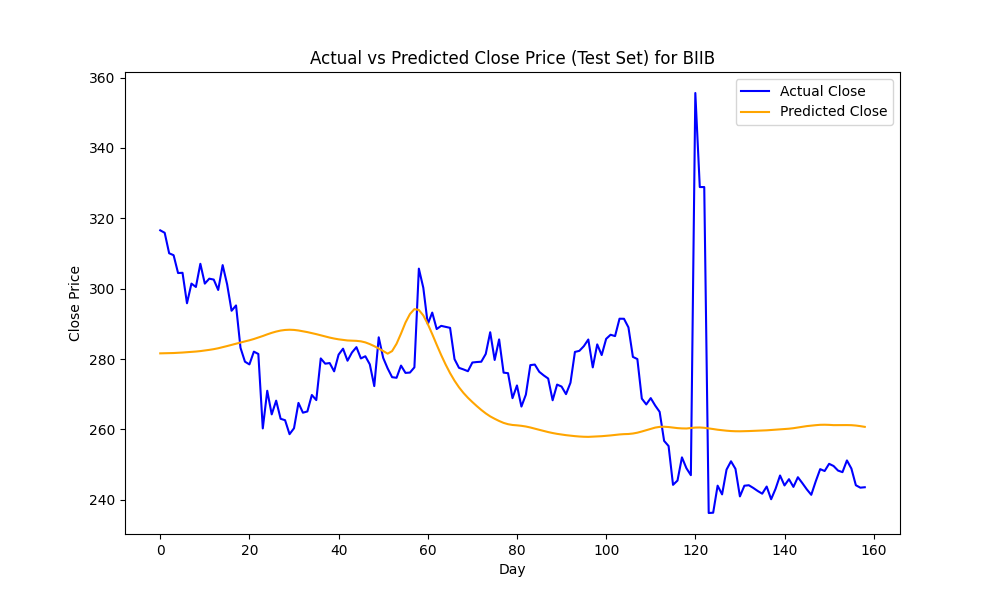 Actual vs Predicted Close Price (Test Set) for BIIB
Actual Close
Predicted Close
Close Price
360
340
320
300
280
260
240
0 20 40 60 80 100 120 140 160
Day